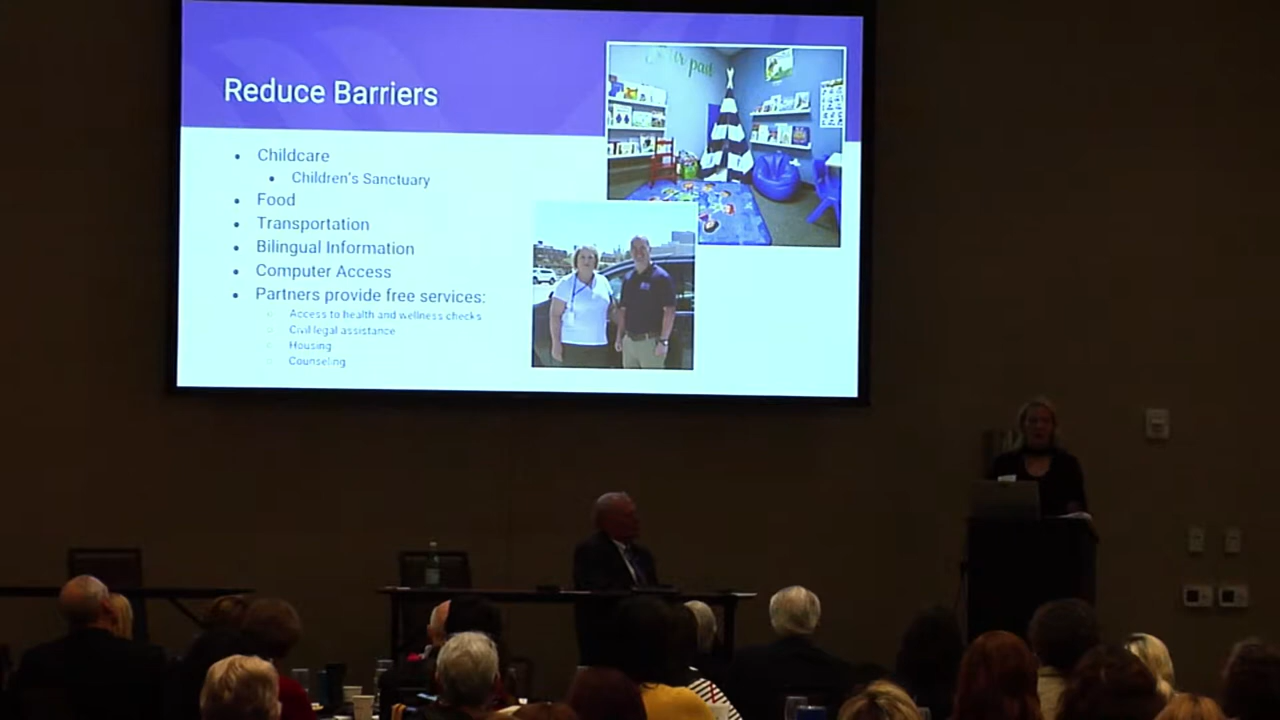 Reduce Barriers
Childcare
Children's Sanctuary
Food
Transportation
Bilingual Information
Computer Access
Partners provide free services:
Access to health and wellness checks
Civil legal assistance
Housing
Counseling